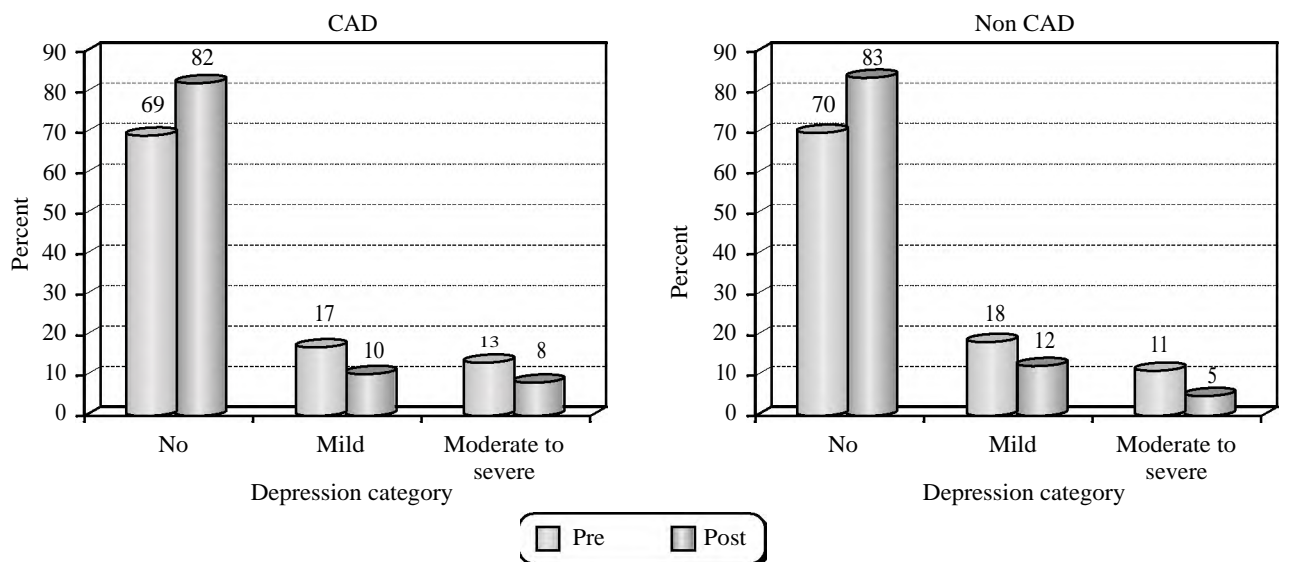 CAD
90
80
70
60
50
40
30
20
10
0
Percent
69
82
17
10
13
8
No
Mild
Moderate to
severe
Depression category
Non CAD
90
80
70
60
50
40
30
20
10
0
Percent
70
83
18
12
11
5
No
Mild
Moderate to
severe
Depression category
Pre
Post